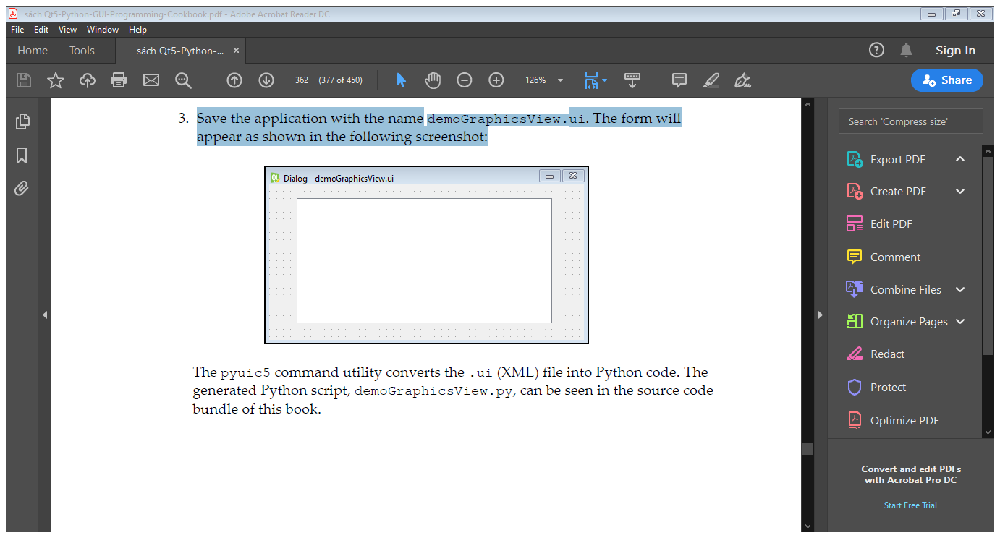 sách Qt5-Python-GUI-Programming-Cookbook.pdf - Adobe Acrobat Reader DC
File Edit View Window Help
Home Tools sách Qt5-Python-... × Sign In
362 (377 of 450) 126% Share
3. Save the application with the name demoGraphicsView.ui. The form will
appear as shown in the following screenshot:
Dialog - demoGraphicsView.ui
The pyuic5 command utility converts the .ui (XML) file into Python code. The
generated Python script, demoGraphicsView.py, can be seen in the source code
bundle of this book.
Search 'Compress size'
Export PDF
Create PDF
Edit PDF
Comment
Combine Files
Organize Pages
Redact
Protect
Optimize PDF
Convert and edit PDFs
with Acrobat Pro DC
Start Free Trial